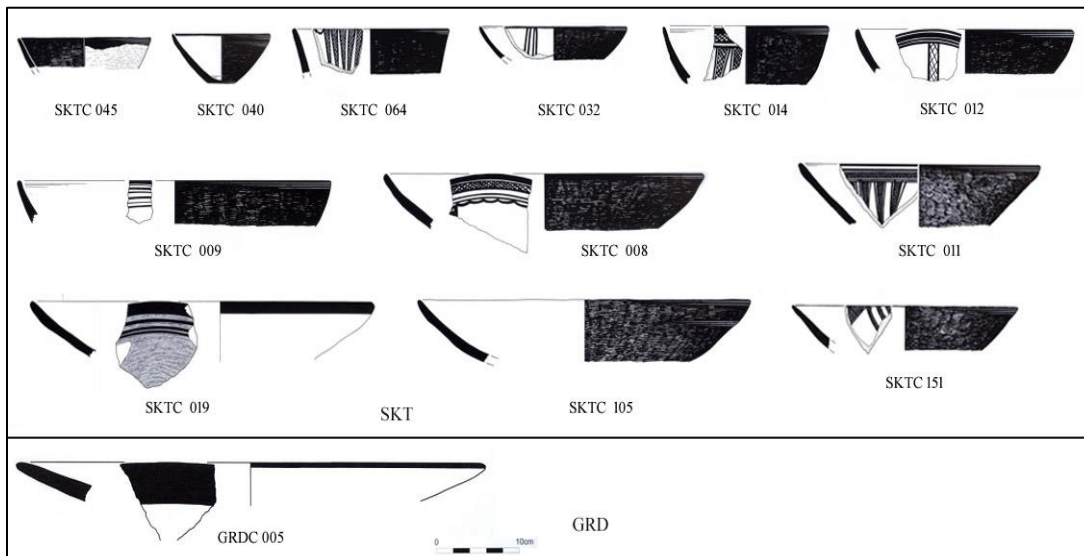 SKTC 045
SKTC 040
SKTC 064
SKTC 032
SKTC 014
SKTC 012
SKTC 009
SKTC 008
SKTC 011
SKTC 019
SKT
SKTC 105
SKTC 151
GRDC 005
0 10cm
GRD